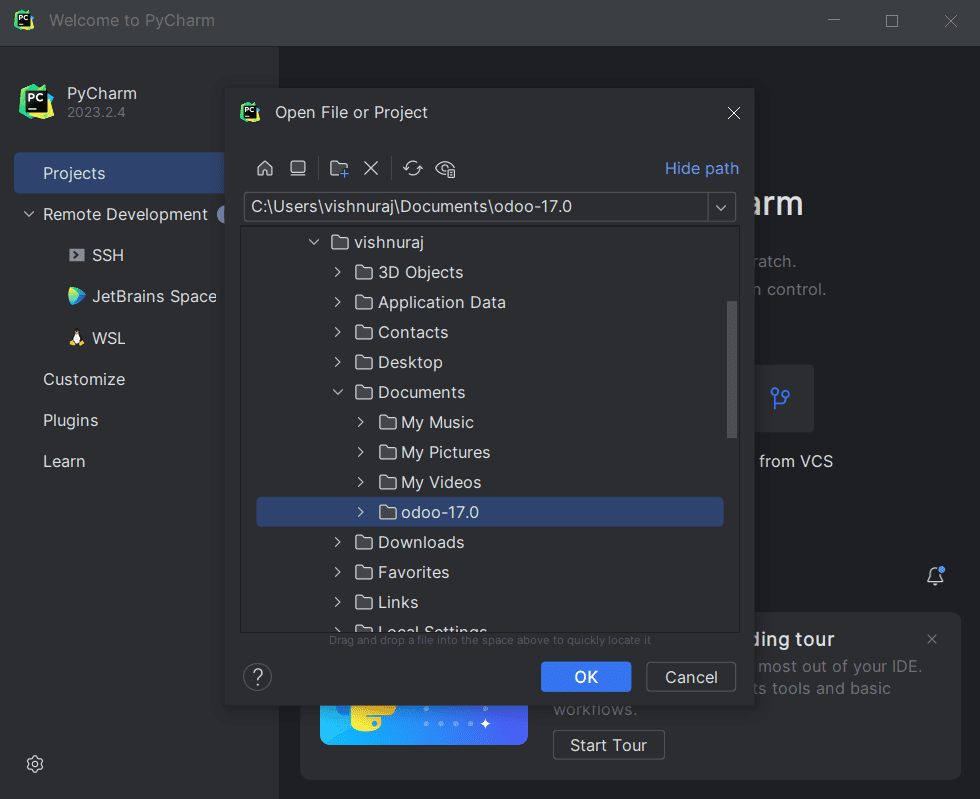 Welcome to PyCharm
PyCharm
2023.2.4
Projects
Remote Development
SSH
JetBrains Space
WSL
Customize
Plugins
Learn
Open File or Project
Hide path
C:\Users\vishnuraj\Documents\odoo-17.0
vishnuraj
3D Objects
Application Data
Contacts
Desktop
Documents
My Music
My Pictures
My Videos
odoo-17.0
Downloads
Favorites
Links
Local Settings
Drag and drop a file into the space above to quickly locate it
?
OK
Cancel
arm
ratch.
n control.
from VCS
ding tour
most out of your IDE.
ts tools and basic
workflows.
Start Tour